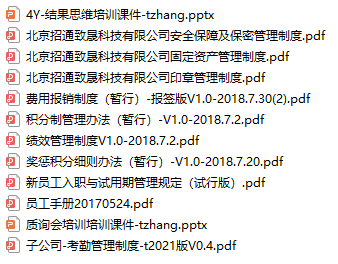 4Y-结果思维培训课件-tzhang.pptx
北京招通致晟科技有限公司安全保障及保密管理制度.pdf
北京招通致晟科技有限公司固定资产管理制度.pdf
北京招通致晟科技有限公司印章管理制度.pdf
费用报销制度（暂行）-报签版V1.0-2018.7.30(2).pdf
积分制管理办法（暂行）-V1.0-2018.7.2.pdf
绩效管理制度V1.0-2018.7.2.pdf
奖惩积分细则办法（暂行）-V1.0-2018.7.20.pdf
新员工入职与试用期管理规定（试行版）.pdf
员工手册20170524.pdf
质询会培训培训课件-tzhang.pptx
子公司-考勤管理制度-t2021版V0.4.pdf